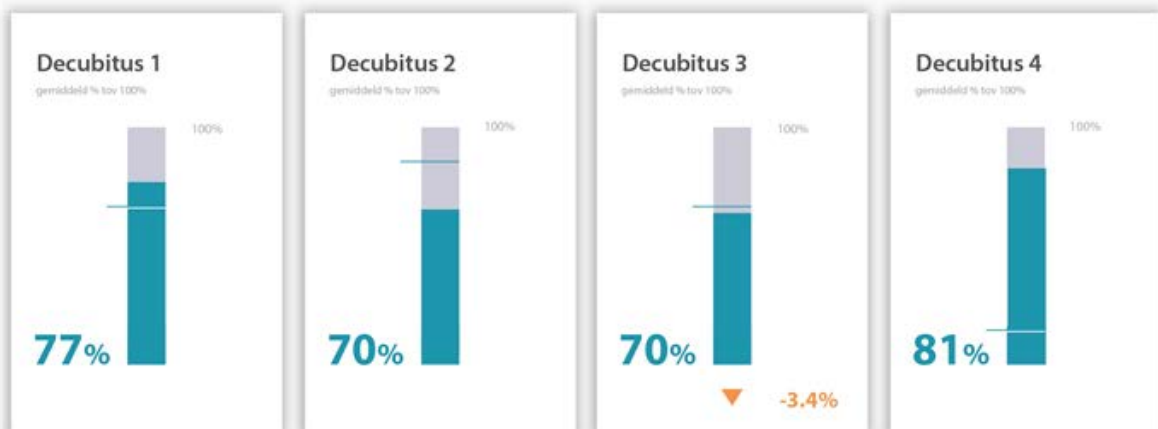 Decubitus 1
gemiddeld % tov 100%
100%
77%
Decubitus 2
gemiddeld % tov 100%
100%
70%
Decubitus 3
gemiddeld % tov 100%
100%
70%
-3.4%
Decubitus 4
gemiddeld % tov 100%
100%
81%